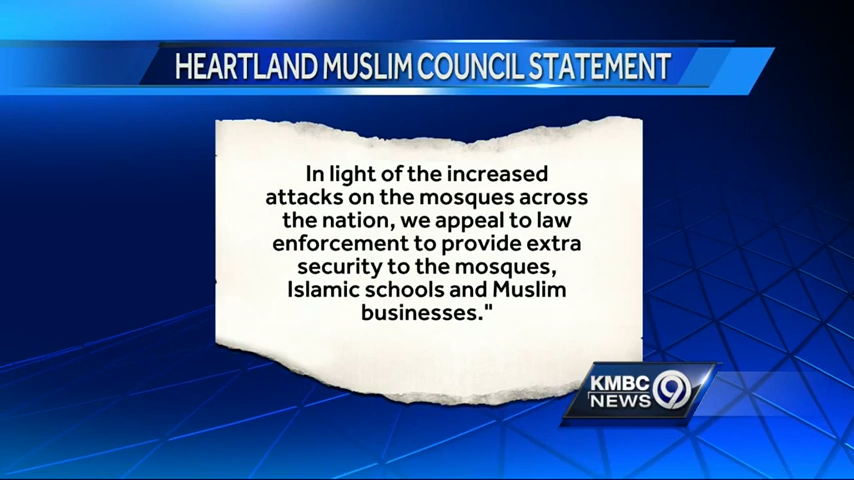 HEARTLAND MUSLIM COUNCIL STATEMENT
In light of the increased
attacks on the mosques across
the nation, we appeal to law
enforcement to provide extra
security to the mosques,
Islamic schools and Muslim
businesses."
KMBC 9
NEWS